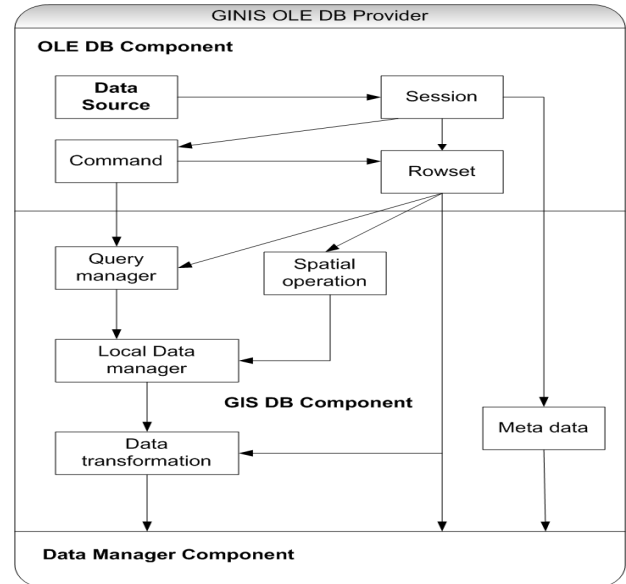 GINIS OLE DB Provider
OLE DB Component
Data
Source
Session
Command
Rowset
Query
manager
Spatial
operation
Local Data
manager
GIS DB Component
Meta data
Data
transformation
Data Manager Component